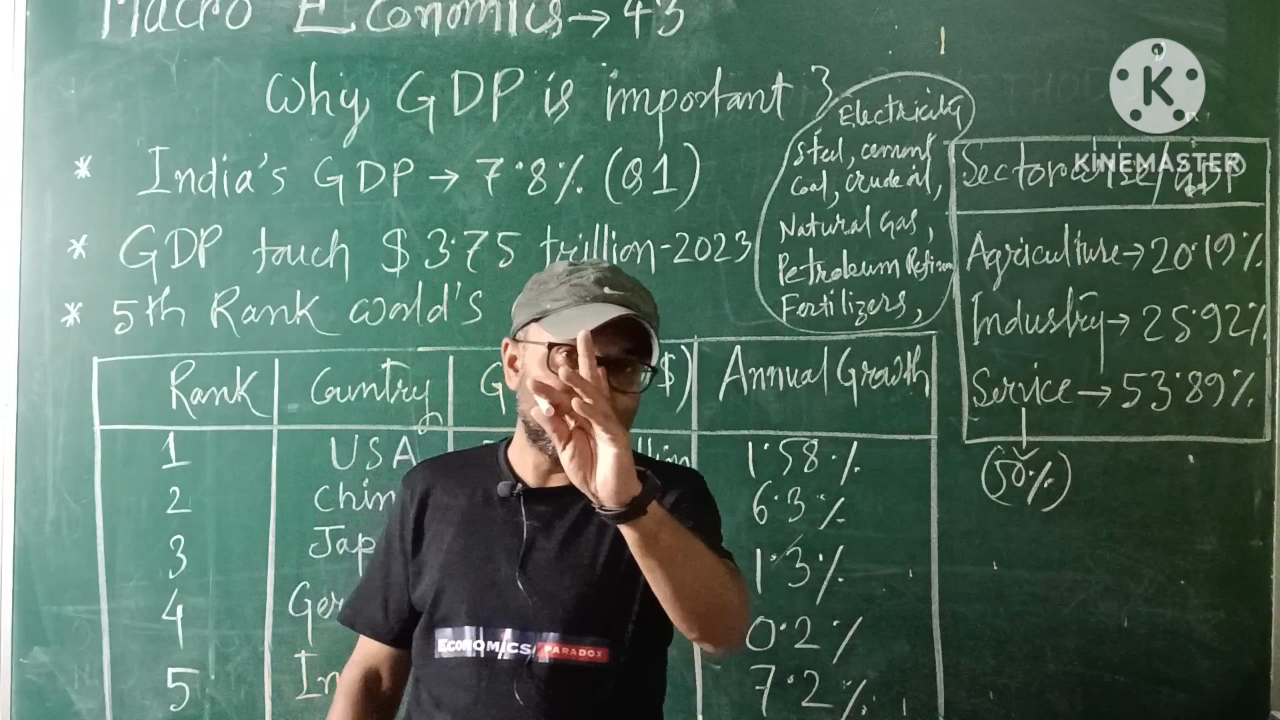 Macro Economics → 43
Why GDP is important ?
* India's GDP → 7.8% (Q1)
* GDP touch $ 3.75 trillion-2023
* 5th Rank world's
Electricity
Steel, cement
Coal, crude oil,
Natural Gas,
Petroleum
Fertilizers,
K
KINEMASTER
Sectorwise/GDP
Agriculture → 20.19%
Industry → 25.92%
Service → 53.89%
(50%)
Rank Country G $) Annual Growth
1 USA 1.58%
2 Chin 6.3%
3 Jap 1.3%
4 Ger 0.2%
5 In 7.2%
ECONOMICS PARADOX